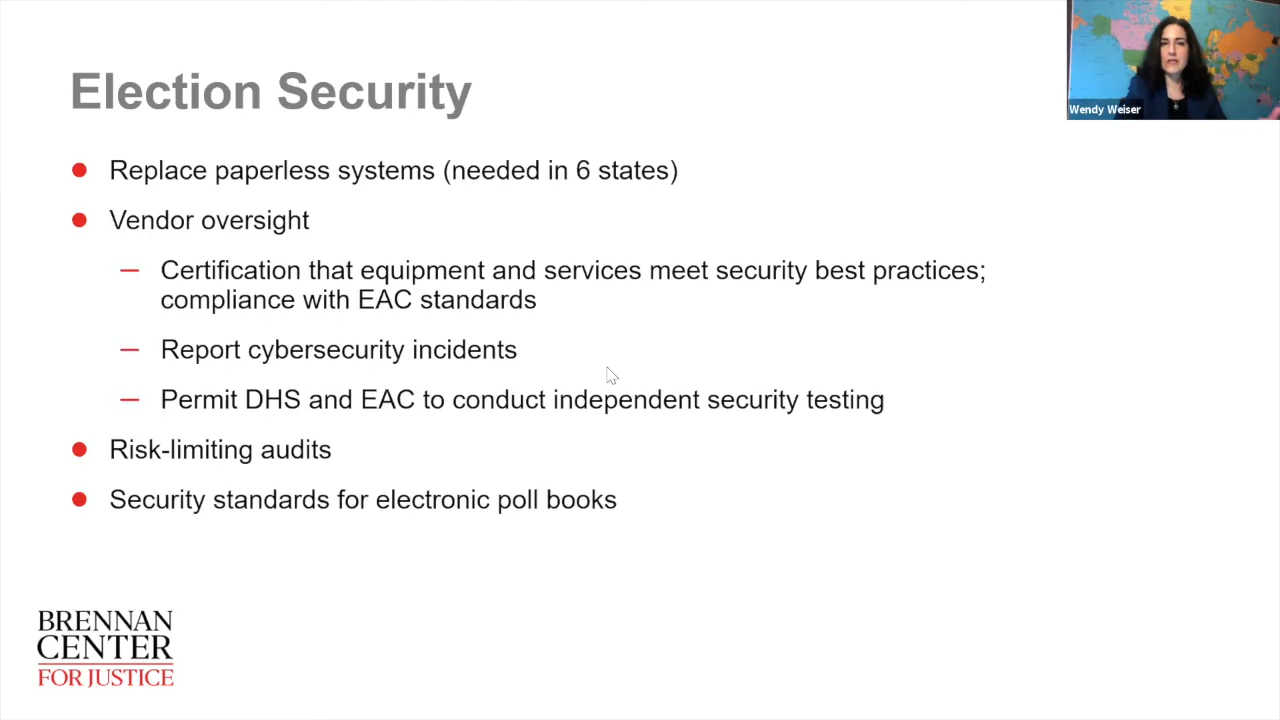 Wendy Weiser
Election Security
Replace paperless systems (needed in 6 states)
Vendor oversight
Certification that equipment and services meet security best practices;
compliance with EAC standards
Report cybersecurity incidents
Permit DHS and EAC to conduct independent security testing
Risk-limiting audits
Security standards for electronic poll books
BRENNAN
CENTER
FOR JUSTICE